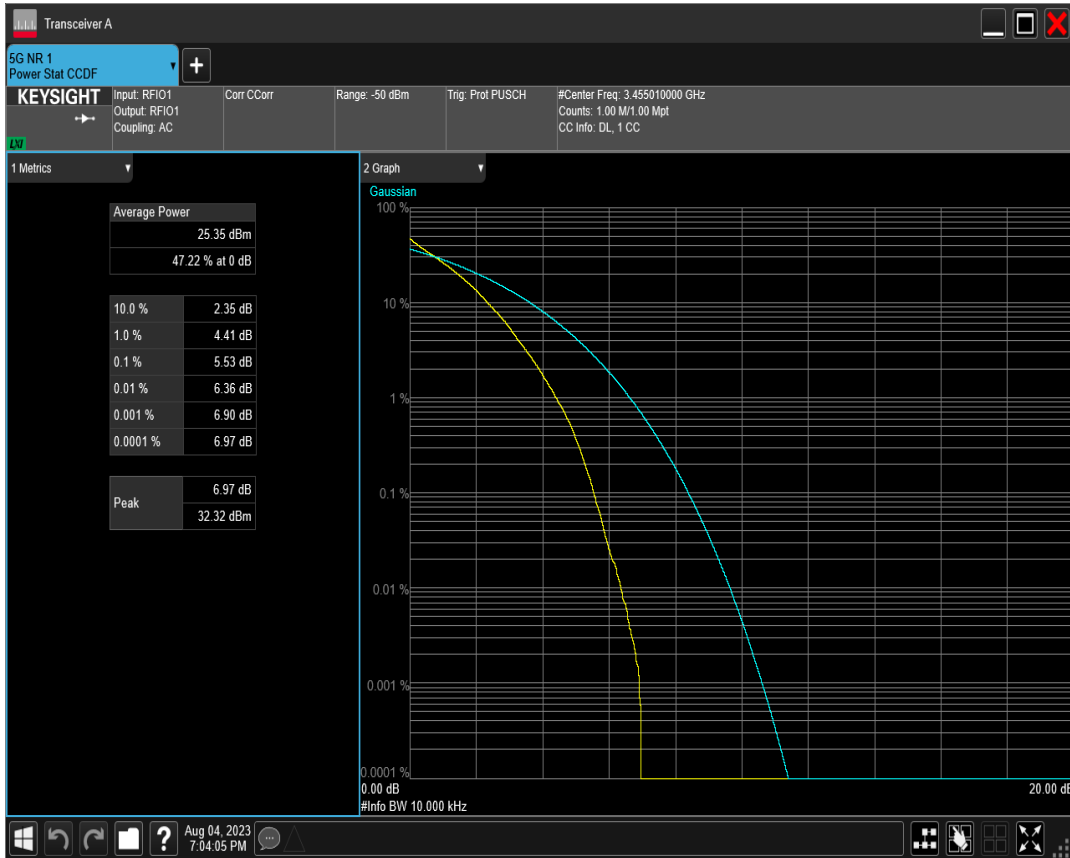 Transceiver A
5G NR 1
Power Stat CCDF
+
KEYSIGHT
LXI
Input: RFIO1
Output: RFIO1
Coupling: AC
Corr CCorr
Range: -50 dBm
Trig: Prot PUSCH
#Center Freq: 3.455010000 GHz
Counts: 1.00 M/1.00 Mpt
CC Info: DL, 1 CC
1 Metrics
Average Power
25.35 dBm
47.22 % at 0 dB
10.0 % 2.35 dB
1.0 % 4.41 dB
0.1 % 5.53 dB
0.01 % 6.36 dB
0.001 % 6.90 dB
0.0001 % 6.97 dB
Peak
6.97 dB
32.32 dBm
2 Graph
Gaussian
100 %
10 %
1 %
0.1 %
0.01 %
0.001 %
0.0001 %
0.00 dB 20.00 dB
#Info BW 10.000 kHz
?
Aug 04, 2023
7:04:05 PM